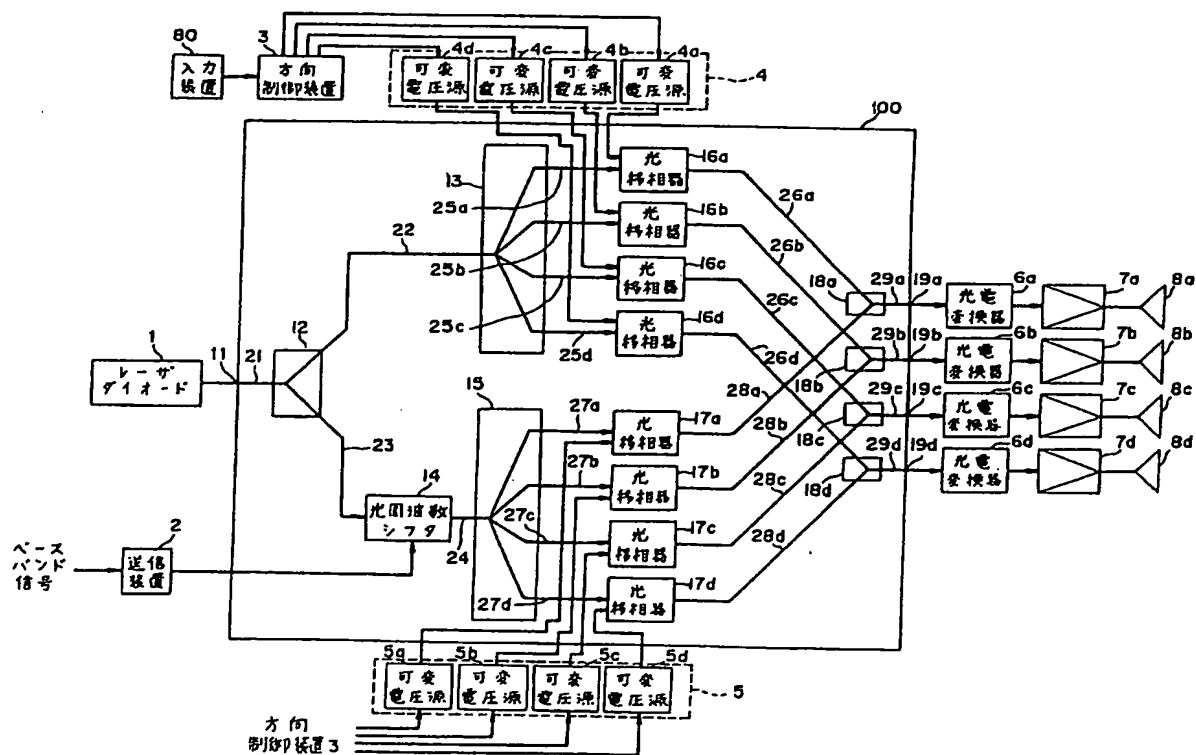 80
入力
装置
3
方向
制御装置
4d
4c
4b
4a
可変
電圧源
可変
電圧源
可変
電圧源
可変
電圧源
4
100
13
光
移相器
16a
25a
光
移相器
16b
22
25b
光
移相器
16c
25c
光
移相器
16d
25d
26a
26b
26c
26d
12
1
レーザ
ダイオード
11
21
23
18a
29a
19a
光電
変換器
6a
7a
8a
18b
29b
19b
光電
変換器
6b
7b
8b
18c
29c
19c
光電
変換器
6c
7c
8c
18d
29d
19d
光電
変換器
6d
7d
8d
28a
28b
28c
28d
15
27a
光
移相器
17a
27b
光
移相器
17b
27c
光
移相器
17c
27d
光
移相器
17d
14
光周波数
シフタ
24
ベース
バンド
信号
2
送信
装置
5a
5b
5c
5d
可変
電圧源
可変
電圧源
可変
電圧源
可変
電圧源
5
方向
制御装置3